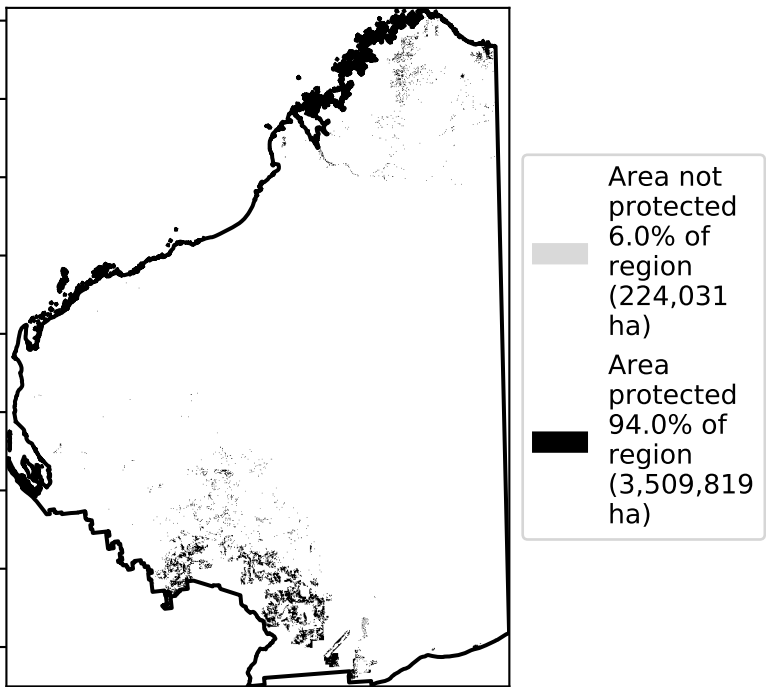 Area not
protected
6.0% of
region
(224,031
ha)
Area
protected
94.0% of
region
(3,509,819
ha)